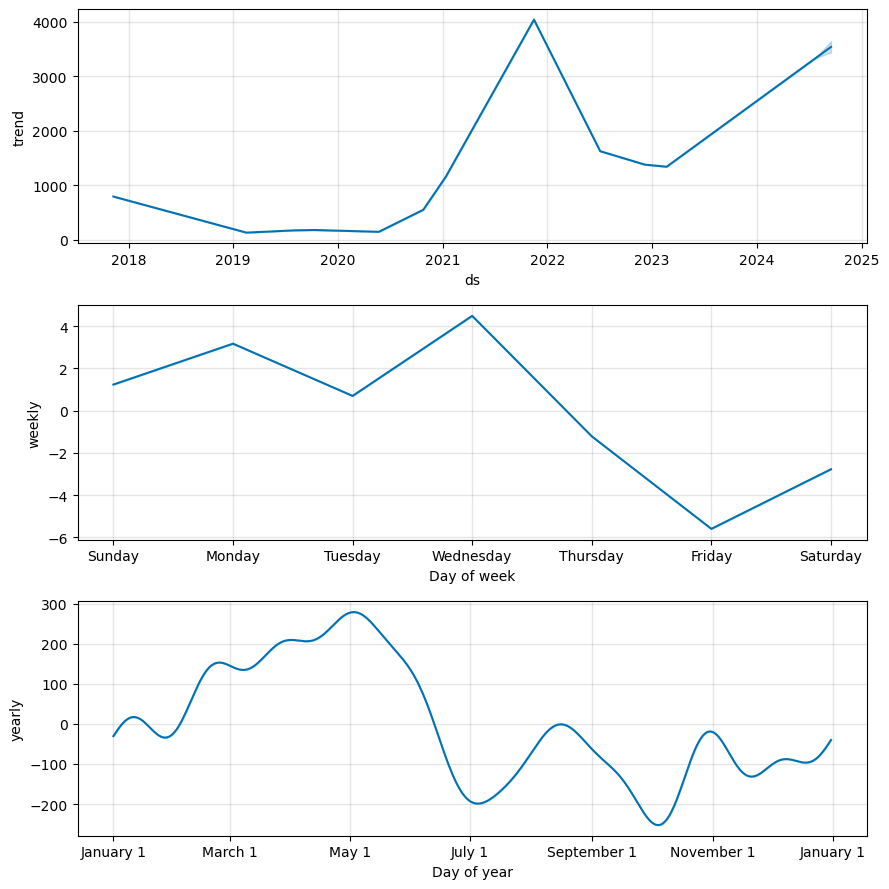 4000
3000
2000
1000
0
trend
2018 2019 2020 2021 2022 2023 2024 2025
ds
4
2
0
−2
−4
−6
weekly
Sunday Monday Tuesday Wednesday Thursday Friday Saturday
Day of week
300
200
100
0
−100
−200
yearly
January 1 March 1 May 1 July 1 September 1 November 1 January 1
Day of year